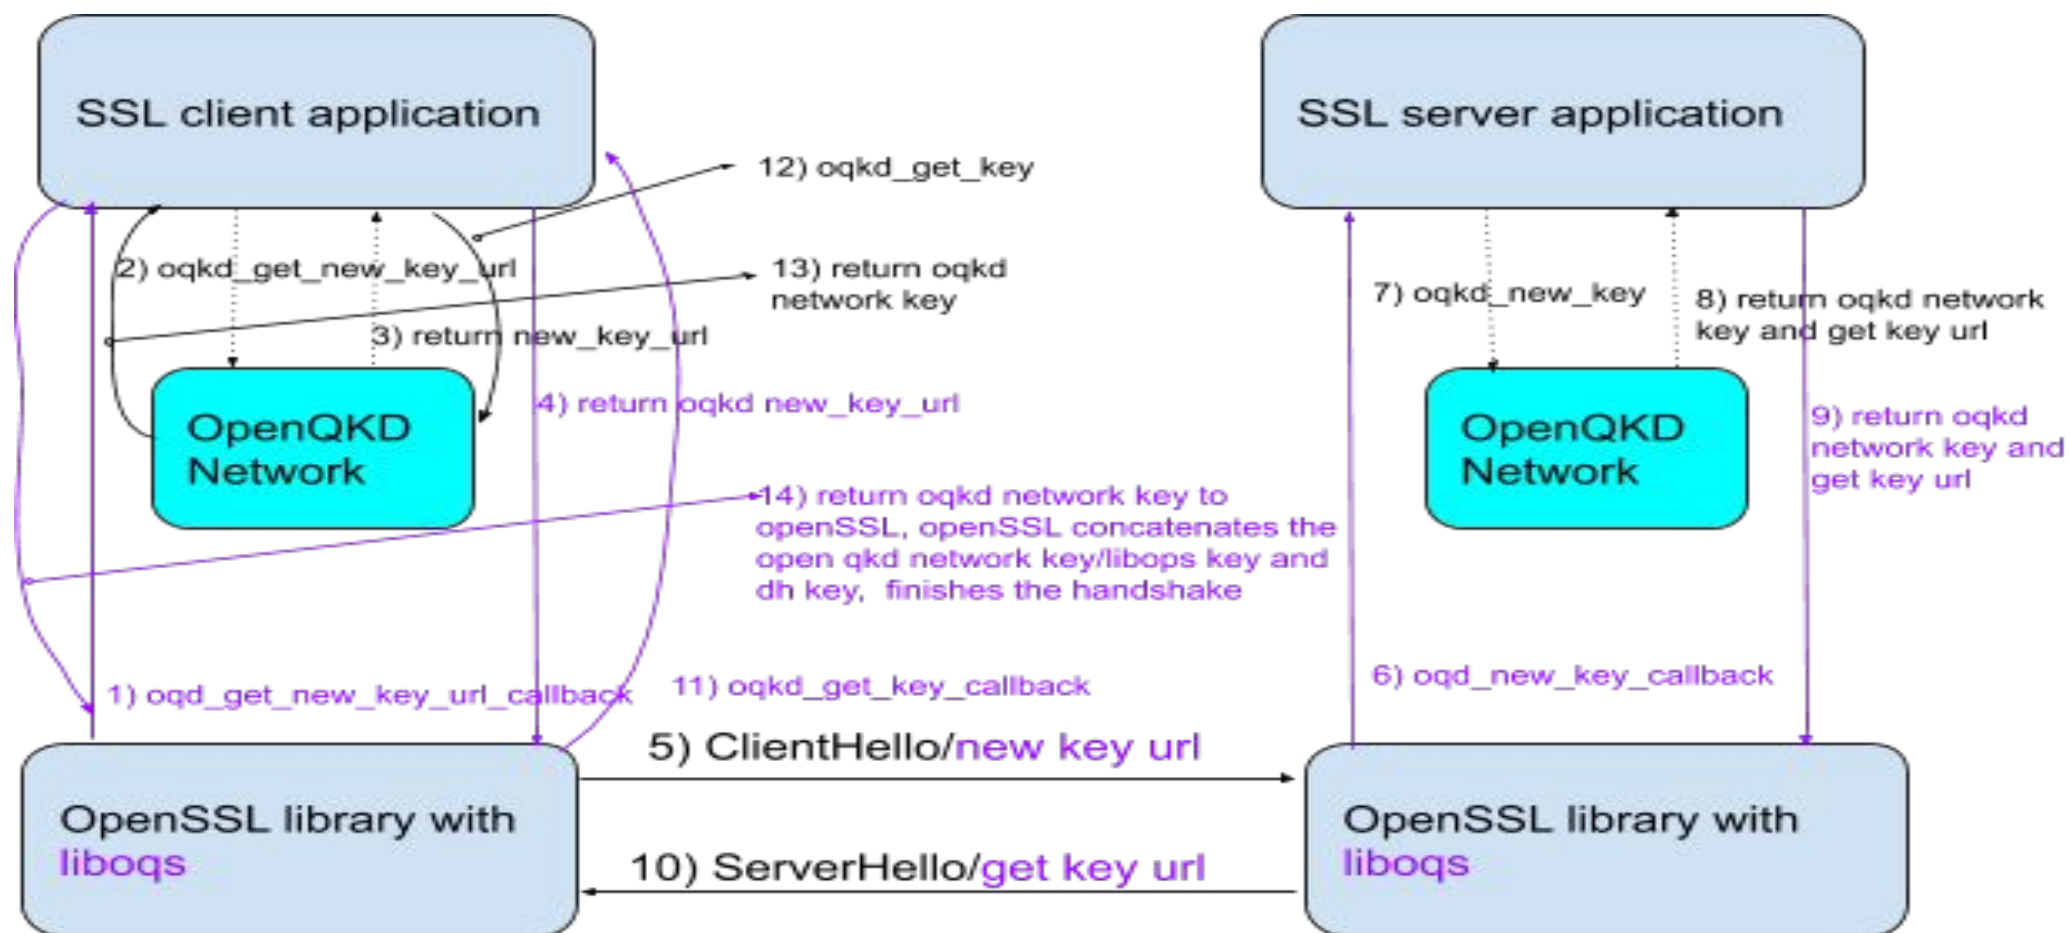 SSL client application
SSL server application
12) oqkd_get_key
2) oqkd_get_new_key_url
13) return oqkd
network key
3) return new_key_url
7) oqkd_new_key
8) return oqkd network
key and get key url
OpenQKD
Network
4) return oqkd new_key_url
OpenQKD
Network
9) return oqkd
network key and
get key url
14) return oqkd network key to
openSSL, openSSL concatenates the
open qkd network key/libops key and
dh key,  finishes the handshake
1) oqd_get_new_key_url_callback
11) oqkd_get_key_callback
6) oqd_new_key_callback
5) ClientHello/new key url
OpenSSL library with
liboqs
10) ServerHello/get key url
OpenSSL library with
liboqs